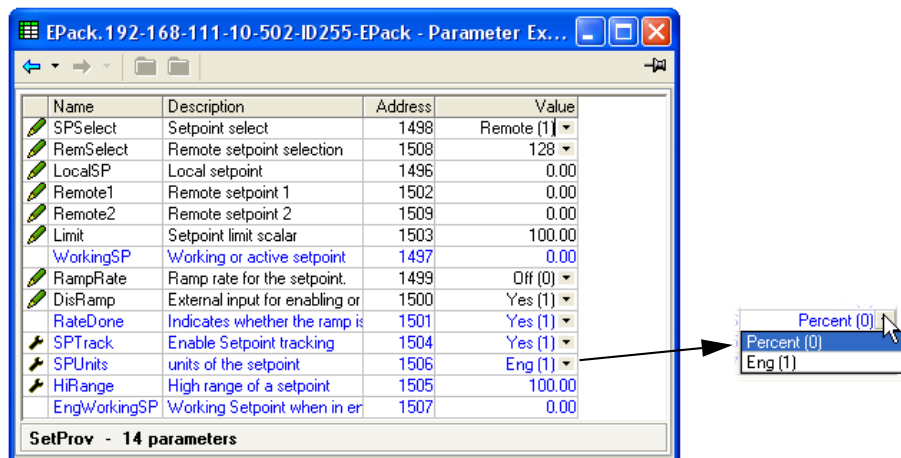 EPack.192-168-111-10-502-ID255-EPack - Parameter Ex...
Name Description Address Value
SPSelect Setpoint select 1498 Remote (1)
RemSelect Remote setpoint selection 1508 128
LocalSP Local setpoint 1496 0.00
Remote1 Remote setpoint 1 1502 0.00
Remote2 Remote setpoint 2 1509 0.00
Limit Setpoint limit scalar 1503 100.00
WorkingSP Working or active setpoint 1497 0.00
RampRate Ramp rate for the setpoint. 1499 Off (0)
DisRamp External input for enabling or 1500 Yes (1)
RateDone Indicates whether the ramp is 1501 Yes (1)
SPTrack Enable Setpoint tracking 1504 Yes (1)
SPUnits units of the setpoint 1506 Eng (1)
HiRange High range of a setpoint 1505 100.00
EngWorkingSP Working Setpoint when in er 1507 0.00
SetProv - 14 parameters
Percent (0)
Percent (0)
Eng (1)